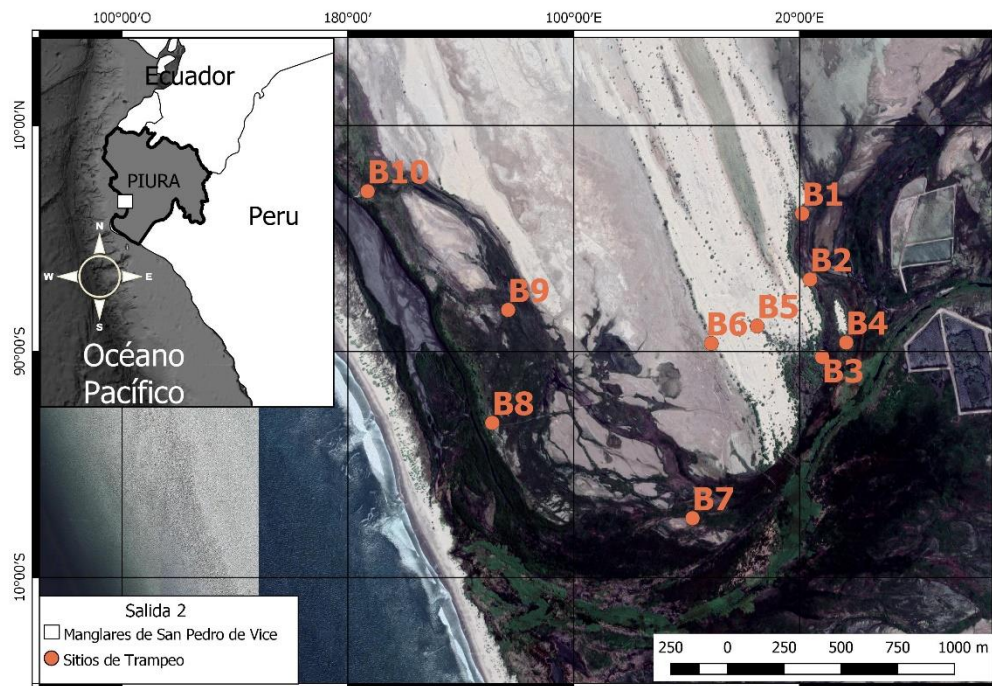 100°00'O 180°00' 100°00'E 20°00'E
10°00'N
90°00'S
10°00'S
Ecuador
PIURA
Peru
N
W E
S
Océano
Pacífico
B10
B1
B2
B9
B5
B4
B6
B3
B8
B7
Salida 2
Manglares de San Pedro de Vice
Sitios de Trampeo
250 0 250 500 750 1000 m